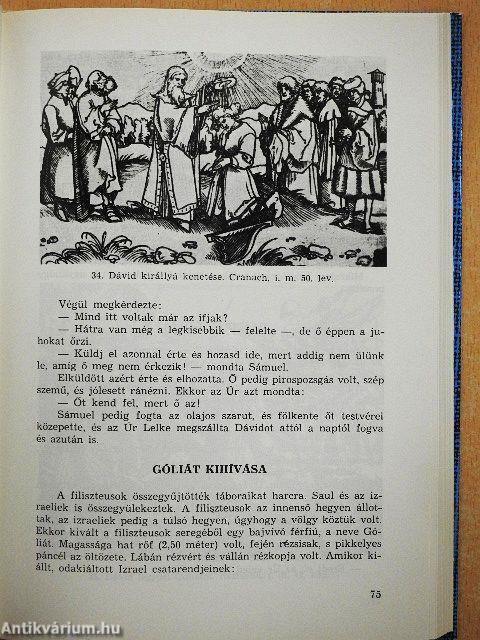 34. Dávid királlyá kenetése. Cranach, i. m. 50. lev.
Végül megkérdezte:
— Mind itt voltak már az ifjak?
— Hátra van még a legkisebbik — felelte —, de ő éppen a ju-
hokat őrzi.
— Küldj el azonnal érte és hozasd ide, mert addig nem ülünk
le, amíg ő meg nem érkezik! — mondta Sámuel.
Elküldött azért érte és elhozatta. Ő pedig pirospozsgás volt, szép
szemű, és jólesett ránézni. Ekkor az Úr azt mondta:
— Őt kend fel, mert ő az!
Sámuel pedig fogta az olajos szarut, és fölkente őt testvérei
közepette, és az Úr Lelke megszállta Dávidot attól a naptól fogva
és azután is.
GÓLIÁT KIHÍVÁSA
A filiszteusok összegyűjtötték táboraikat harcra. Saul és az iz-
raeliek is összegyülekeztek. A filiszteusok az innenső hegyen állot-
tak, az izraeliek pedig a túlsó hegyen, úgyhogy a völgy köztük volt.
Ekkor kivált a filiszteusok seregéből egy bajvívó férfiú, a neve Gó-
liát. Magassága hat rőf (2,50 méter) volt, fején rézsisak, s pikkelyes
páncél az öltözete. Lábán rézvért és vállán rézkopja volt. Amikor ki-
állt, odakiáltott Izrael csatarendjeinek:
75
Antikvárium.hu